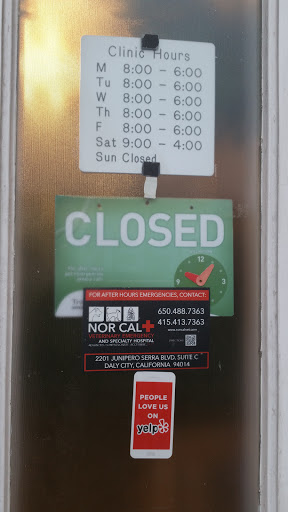 Clinic Hours
M 8:00 - 6:00
Tu 8:00 - 6:00
W 8:00 - 6:00
Th 8:00 - 6:00
F 8:00 - 6:00
Sat 9:00 - 4:00
Sun Closed
CLOSED
12
FOR AFTER HOURS EMERGENCIES, CONTACT:
650.488.7363
415.413.7363
NOR CAL
VETERINARY EMERGENCY
AND SPECIALTY HOSPITAL
2201 JUNIPERO SERRA BLVD. SUITE C
DALY CITY, CALIFORNIA 94014
PEOPLE
LOVE US
ON
yelp